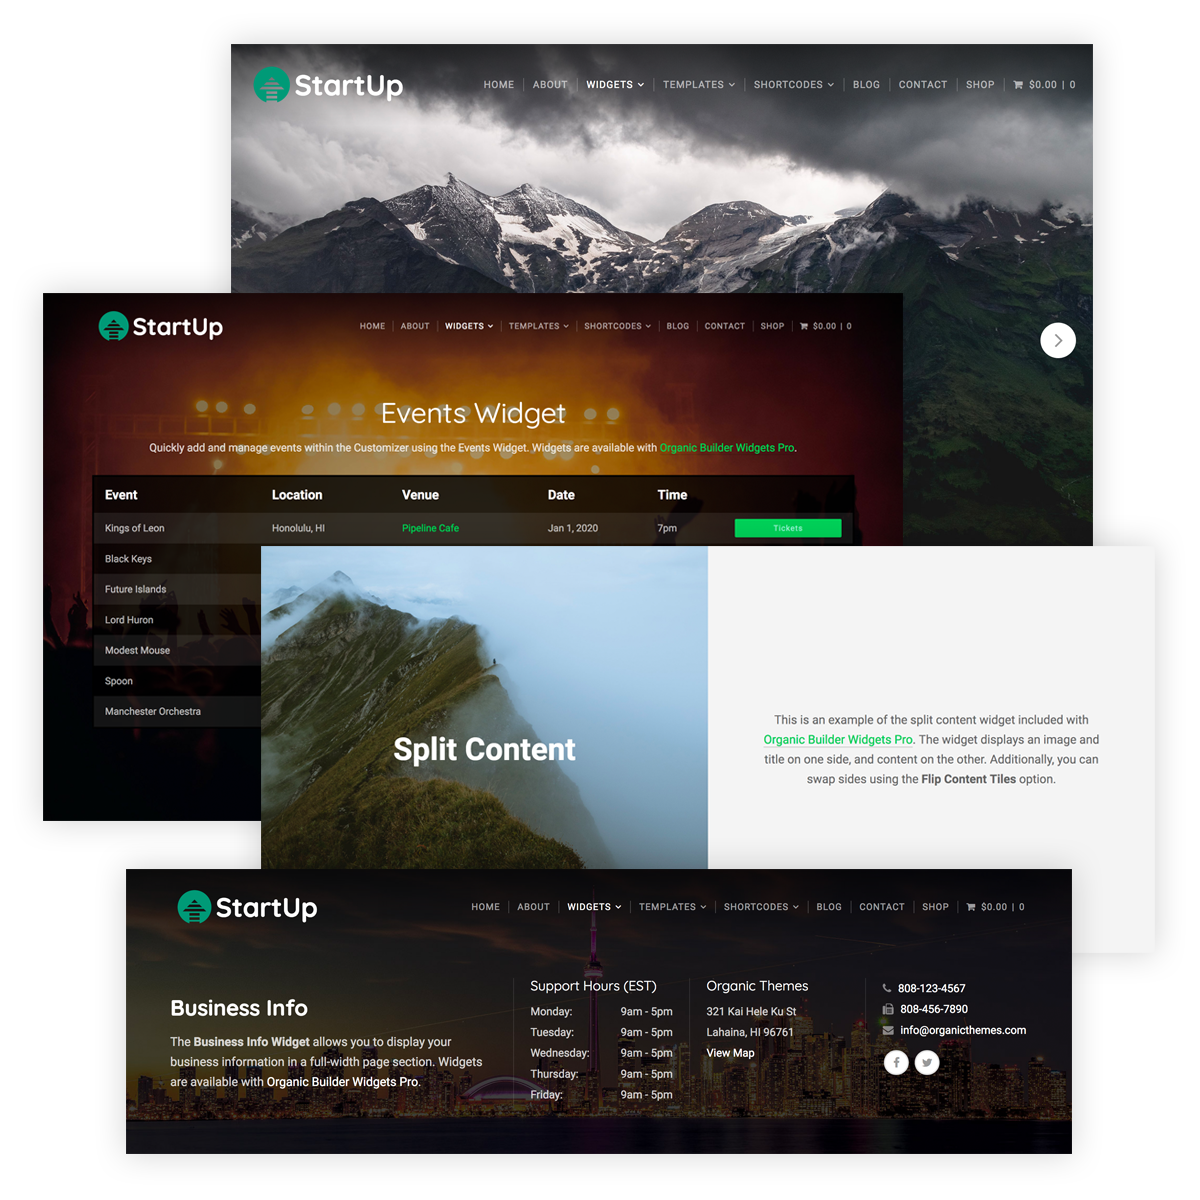 StartUp
HOME ABOUT WIDGETS TEMPLATES SHORTCODES BLOG CONTACT SHOP $0.00 | 0
StartUp
HOME ABOUT WIDGETS TEMPLATES SHORTCODES BLOG CONTACT SHOP $0.00 | 0
Events Widget
Quickly add and manage events within the Customizer using the Events Widget. Widgets are available with Organic Builder Widgets Pro.
Event Location Venue Date Time
Kings of Leon Honolulu, HI Pipeline Cafe Jan 1, 2020 7pm Tickets
Black Keys
Future Islands
Lord Huron
Modest Mouse
Spoon
Manchester Orchestra
Split Content
This is an example of the split content widget included with
Organic Builder Widgets Pro. The widget displays an image and
title on one side, and content on the other. Additionally, you can
swap sides using the Flip Content Tiles option.
StartUp
HOME ABOUT WIDGETS TEMPLATES SHORTCODES BLOG CONTACT SHOP $0.00 | 0
Business Info
The Business Info Widget allows you to display your
business information in a full-width page section. Widgets
are available with Organic Builder Widgets Pro.
Support Hours (EST)
Monday: 9am - 5pm
Tuesday: 9am - 5pm
Wednesday: 9am - 5pm
Thursday: 9am - 5pm
Friday: 9am - 5pm
Organic Themes
321 Kai Hele Ku St
Lahaina, HI 96761
View Map
808-123-4567
808-456-7890
info@organicthemes.com